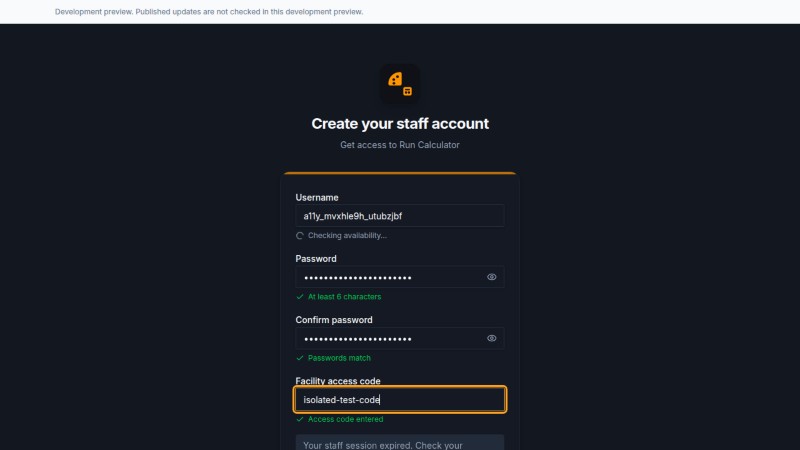 Development preview. Published updates are not checked in this development preview.
Create your staff account
Get access to Run Calculator
Username
a11y_mvxhle9h_utubzjbf
Checking availability...
Password
••••••••••••••••••••••
At least 6 characters
Confirm password
••••••••••••••••••••••
Passwords match
Facility access code
isolated-test-code
Access code entered
Your staff session expired. Check your